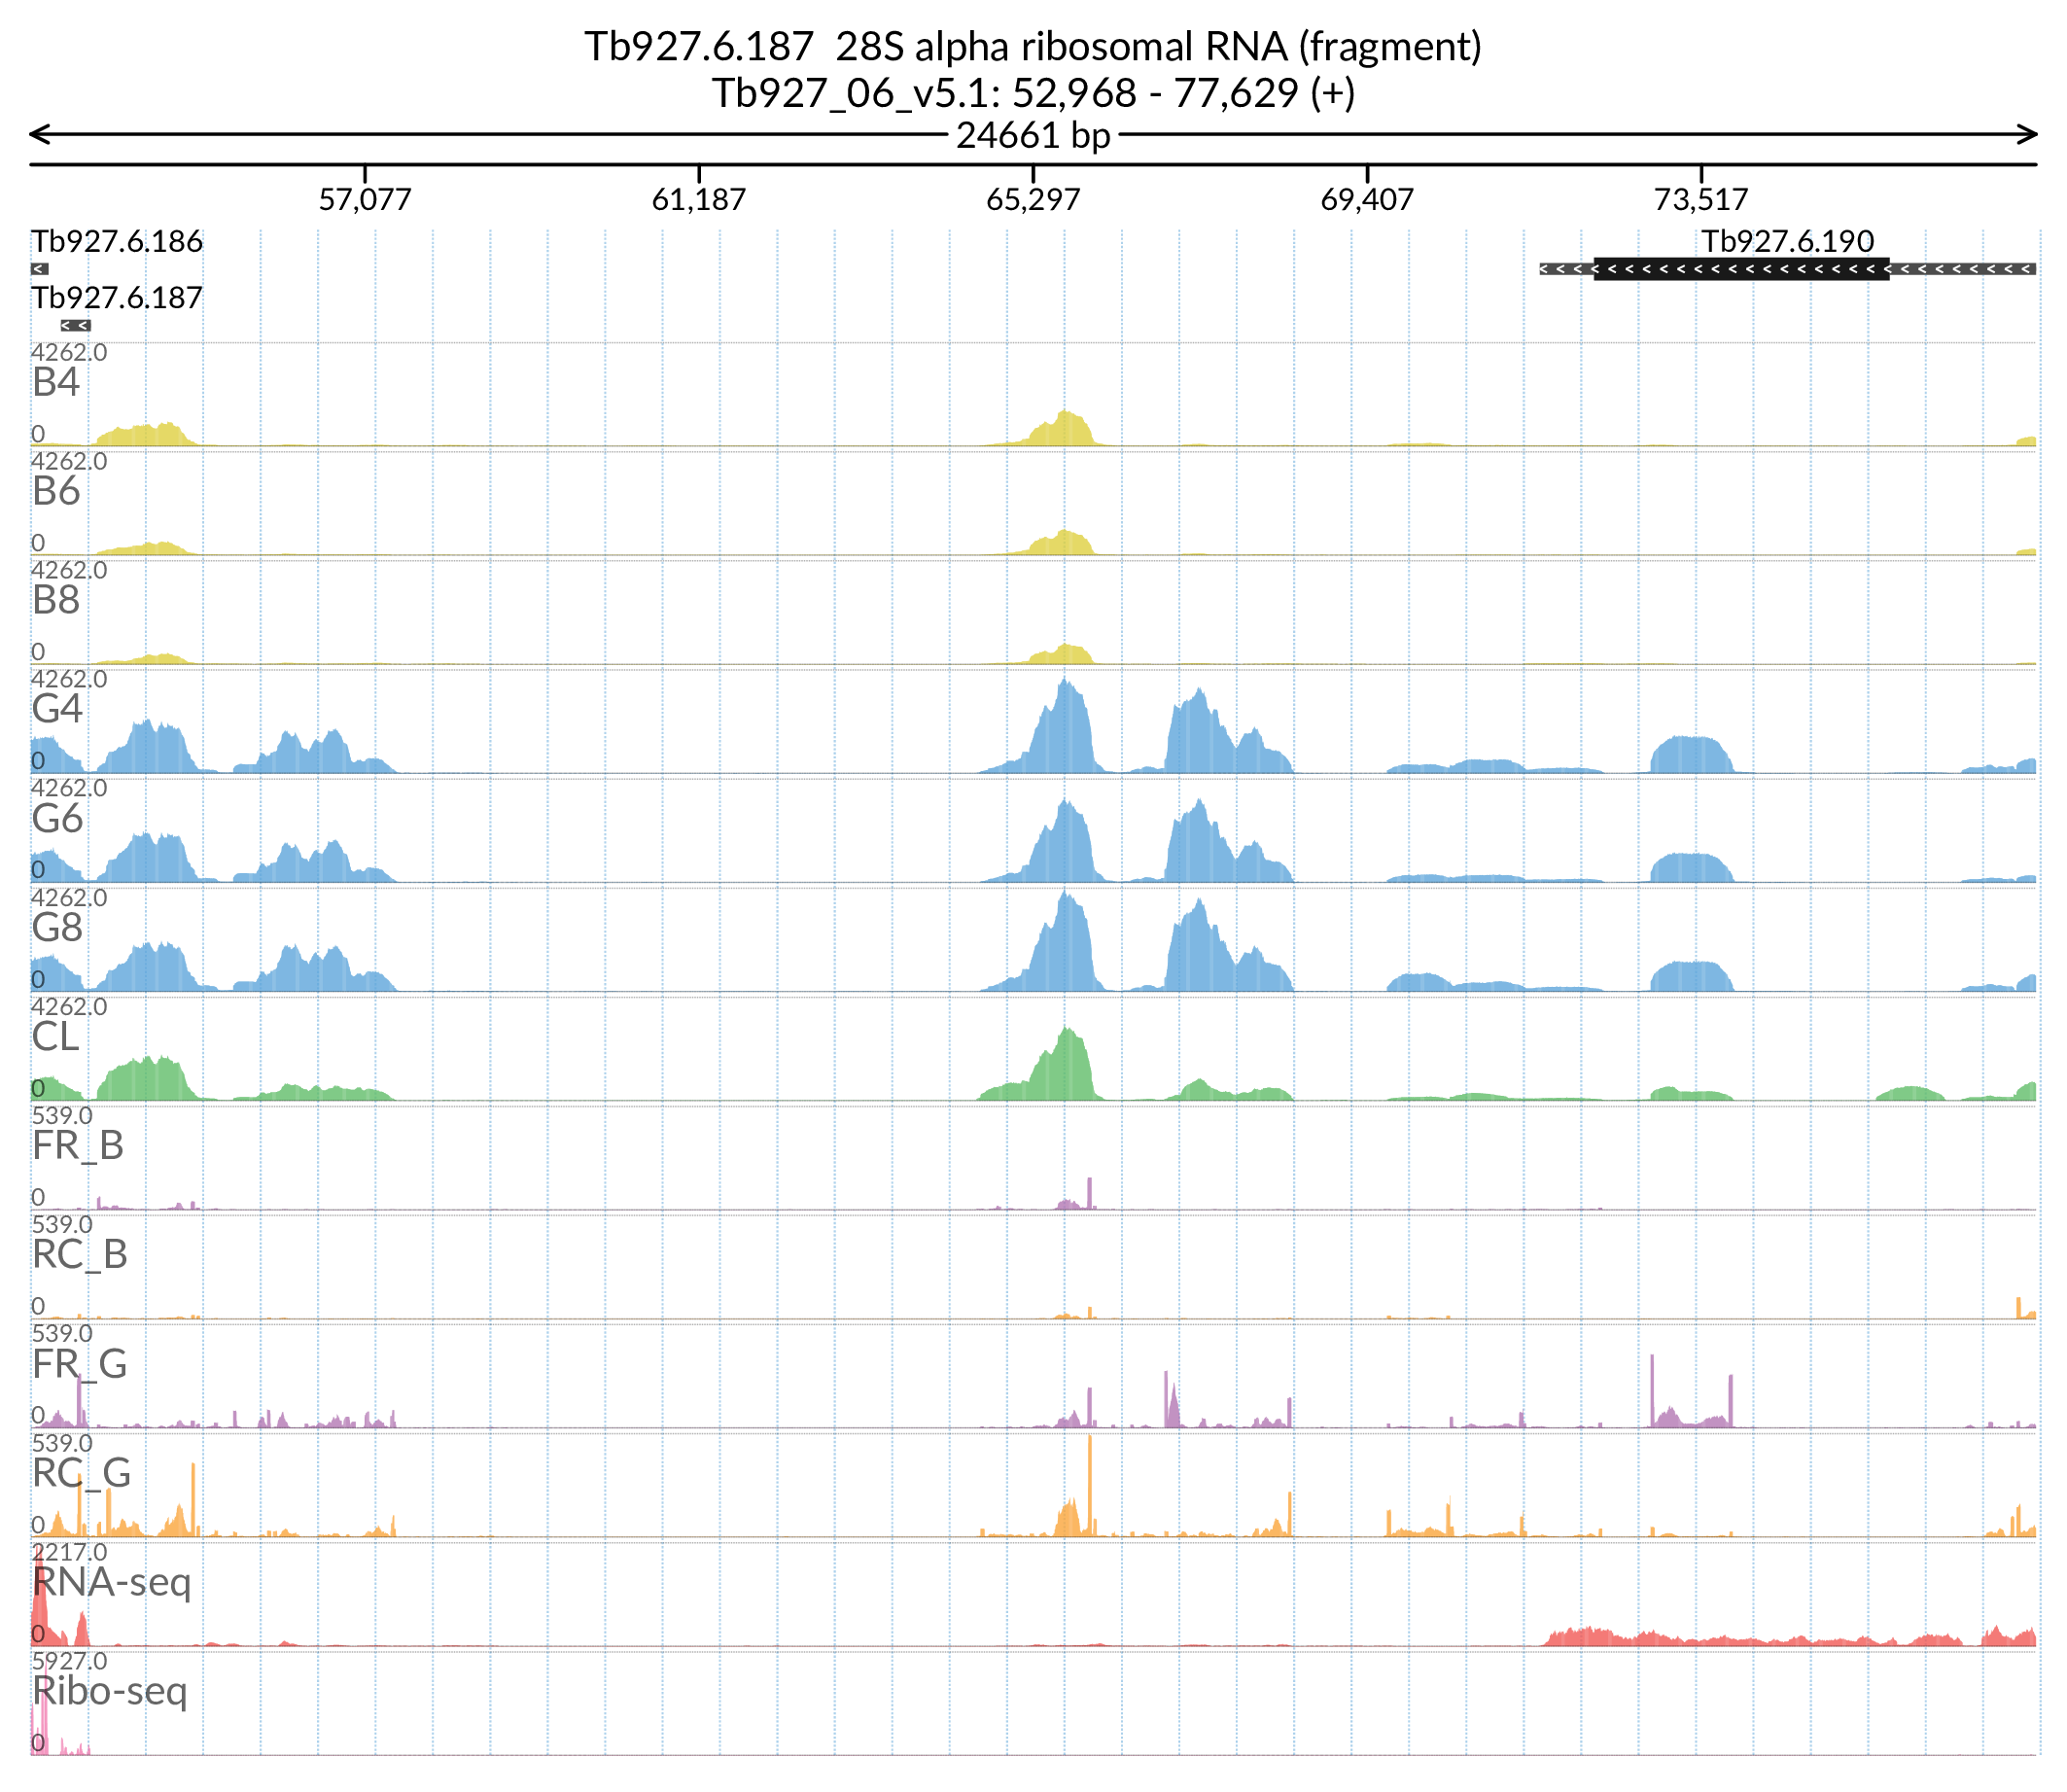 Tb927.6.187  28S alpha ribosomal RNA (fragment)
Tb927_06_v5.1: 52,968 - 77,629 (+)
24661 bp
57,077 61,187 65,297 69,407 73,517
Tb927.6.186 Tb927.6.190
Tb927.6.187
4262.0
B4
0
4262.0
B6
0
4262.0
B8
0
4262.0
G4
0
4262.0
G6
0
4262.0
G8
0
4262.0
CL
0
539.0
FR_B
0
539.0
RC_B
0
539.0
FR_G
0
539.0
RC_G
0
2217.0
RNA-seq
0
5927.0
Ribo-seq
0